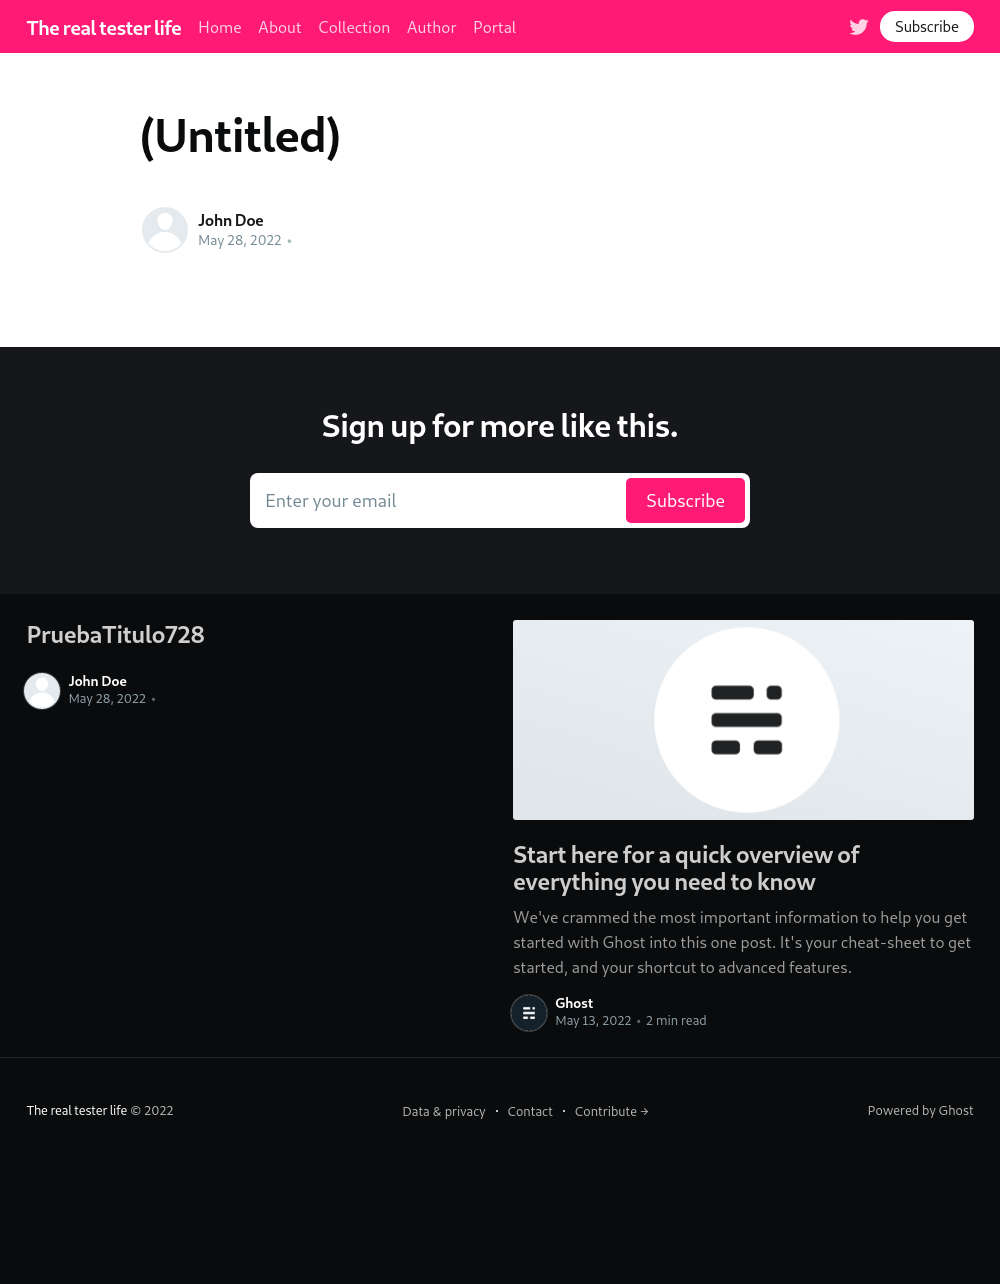 The real tester life Home About Collection Author Portal Subscribe
(Untitled)
John Doe
May 28, 2022 •
Sign up for more like this.
Enter your email Subscribe
PruebaTitulo728
John Doe
May 28, 2022 •
Start here for a quick overview of
everything you need to know
We've crammed the most important information to help you get
started with Ghost into this one post. It's your cheat-sheet to get
started, and your shortcut to advanced features.
Ghost
May 13, 2022 • 2 min read
The real tester life © 2022 Data & privacy • Contact • Contribute → Powered by Ghost